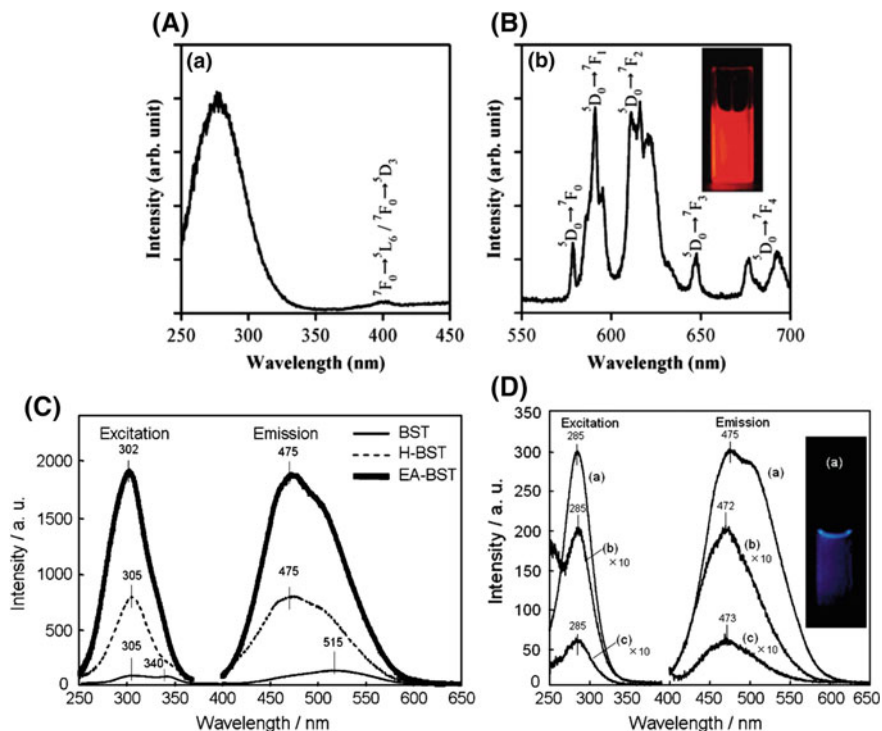 (A)
(a)
Intensity (arb. unit)
⁷F₀→⁵L₆ / ⁷F₀→⁵D₃
250 300 350 400 450
Wavelength (nm)
(B)
(b)
Intensity (arb. unit)
⁵D₀→⁷F₀
⁵D₀→⁷F₁
⁵D₀→⁷F₂
⁵D₀→⁷F₃
⁵D₀→⁷F₄
550 600 650 700
Wavelength (nm)
(C)
Excitation
Emission
BST
H-BST
EA-BST
302
475
305
475
305
340
515
2000
1500
1000
500
0
Intensity / a. u.
250 300 350 400 450 500 550 600 650
Wavelength / nm
(D)
Excitation
Emission
285
475
(a)
(a)
(a)
285
472
(b)
×10
(b)
×10
285
473
(c)
×10
(c)
×10
350
300
250
200
150
100
50
0
Intensity / a. u.
250 300 350 400 450 500 550 600 650
Wavelength / nm